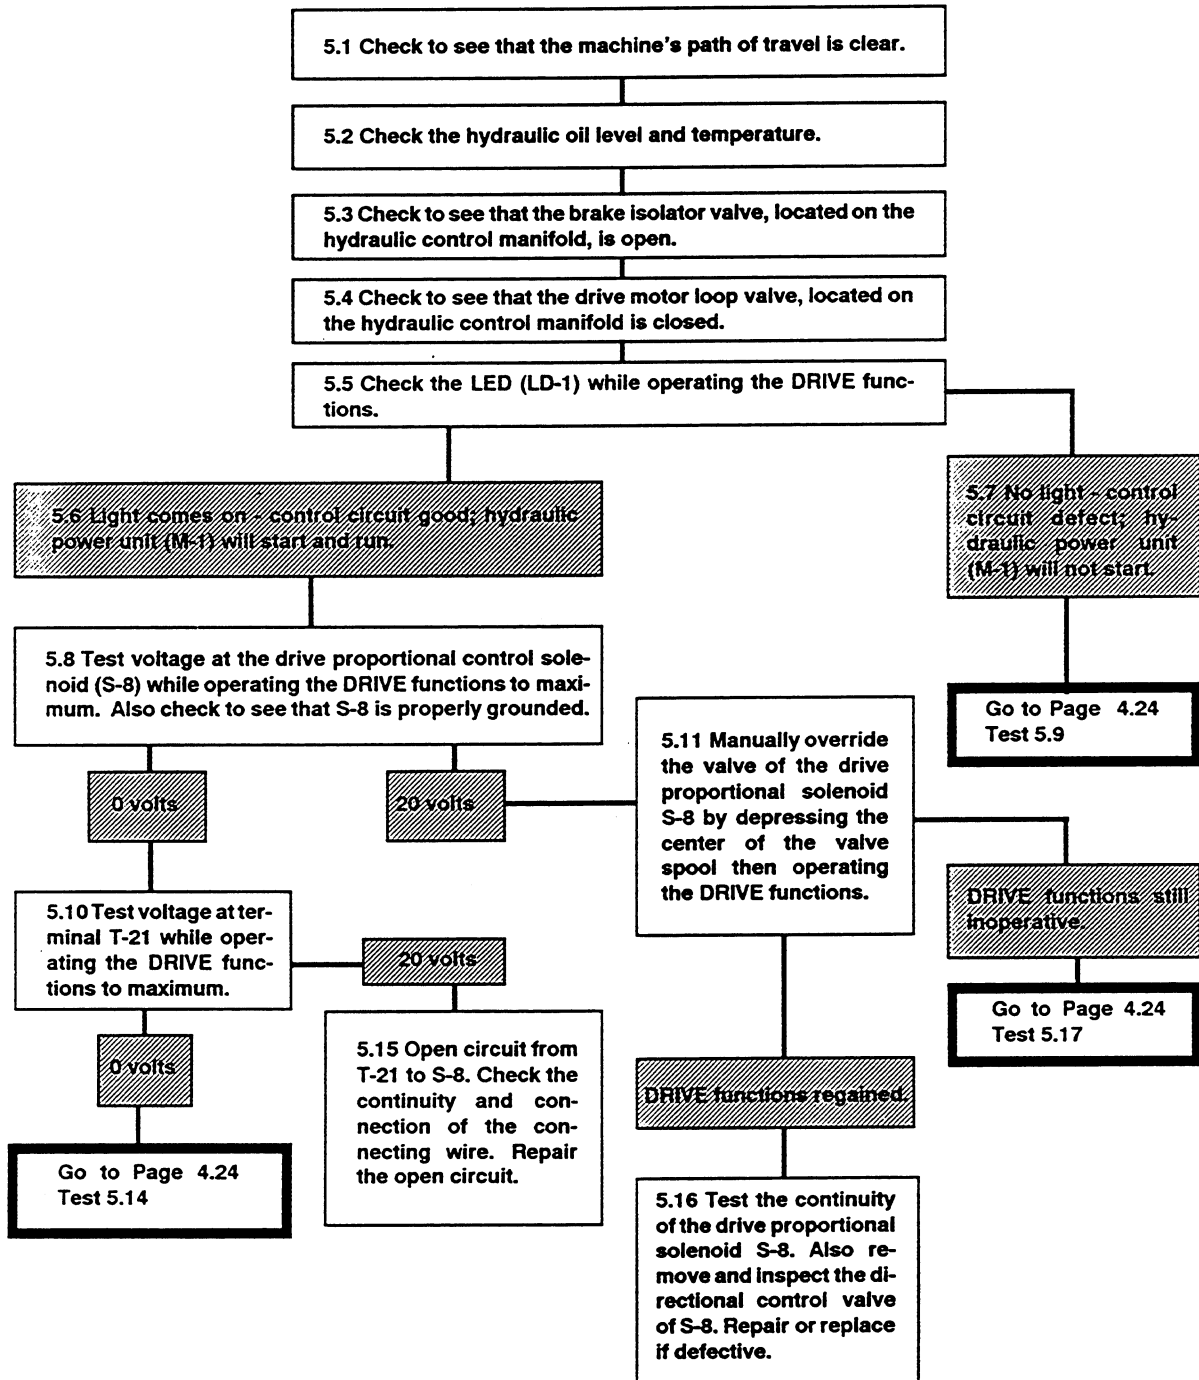 5.1 Check to see that the machine's path of travel is clear.
5.2 Check the hydraulic oil level and temperature.
5.3 Check to see that the brake isolator valve, located on the
hydraulic control manifold, is open.
5.4 Check to see that the drive motor loop valve, located on
the hydraulic control manifold is closed.
5.5 Check the LED (LD-1) while operating the DRIVE func-
tions.
5.6 Light comes on - control circuit good; hydraulic
power unit (M-1) will start and run.
5.7 No light - control
circuit defect; hy-
draulic power unit
(M-1) will not start.
Go to Page 4.24
Test 5.9
5.8 Test voltage at the drive proportional control sole-
noid (S-8) while operating the DRIVE functions to maxi-
mum. Also check to see that S-8 is properly grounded.
0 volts
20 volts
5.11 Manually override
the valve of the drive
proportional solenoid
S-8 by depressing the
center of the valve
spool then operating
the DRIVE functions.
DRIVE functions still
inoperative.
Go to Page 4.24
Test 5.17
5.10 Test voltage at ter-
minal T-21 while oper-
ating the DRIVE func-
tions to maximum.
20 volts
0 volts
Go to Page 4.24
Test 5.14
5.15 Open circuit from
T-21 to S-8. Check the
continuity and con-
nection of the con-
necting wire. Repair
the open circuit.
DRIVE functions regained.
5.16 Test the continuity
of the drive proportional
solenoid S-8. Also re-
move and inspect the di-
rectional control valve
of S-8. Repair or replace
if defective.